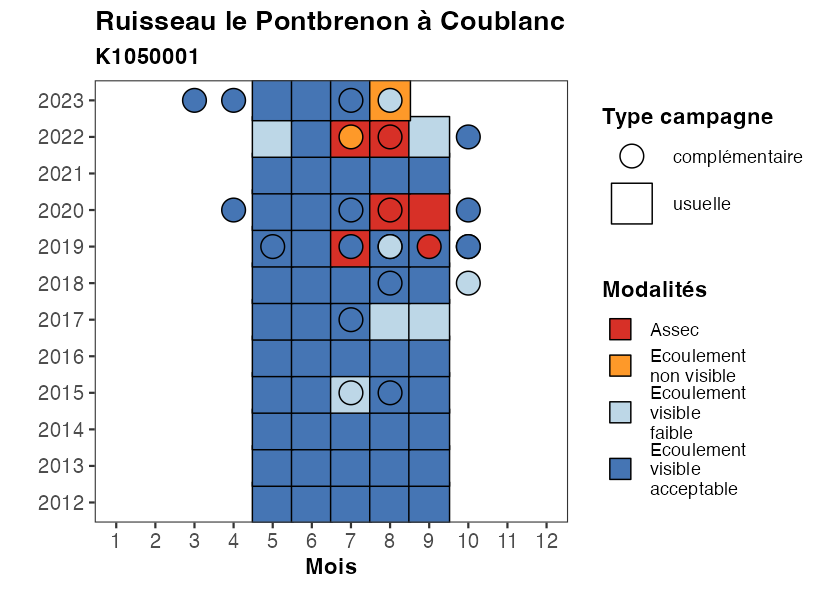 Ruisseau le Pontbrenon à Coublanc
K1050001
2023
2022
2021
2020
2019
2018
2017
2016
2015
2014
2013
2012
1 2 3 4 5 6 7 8 9 10 11 12
Mois
Type campagne
complémentaire
usuelle
Modalités
Assec
Ecoulement
non visible
Ecoulement
visible
faible
Ecoulement
visible
acceptable